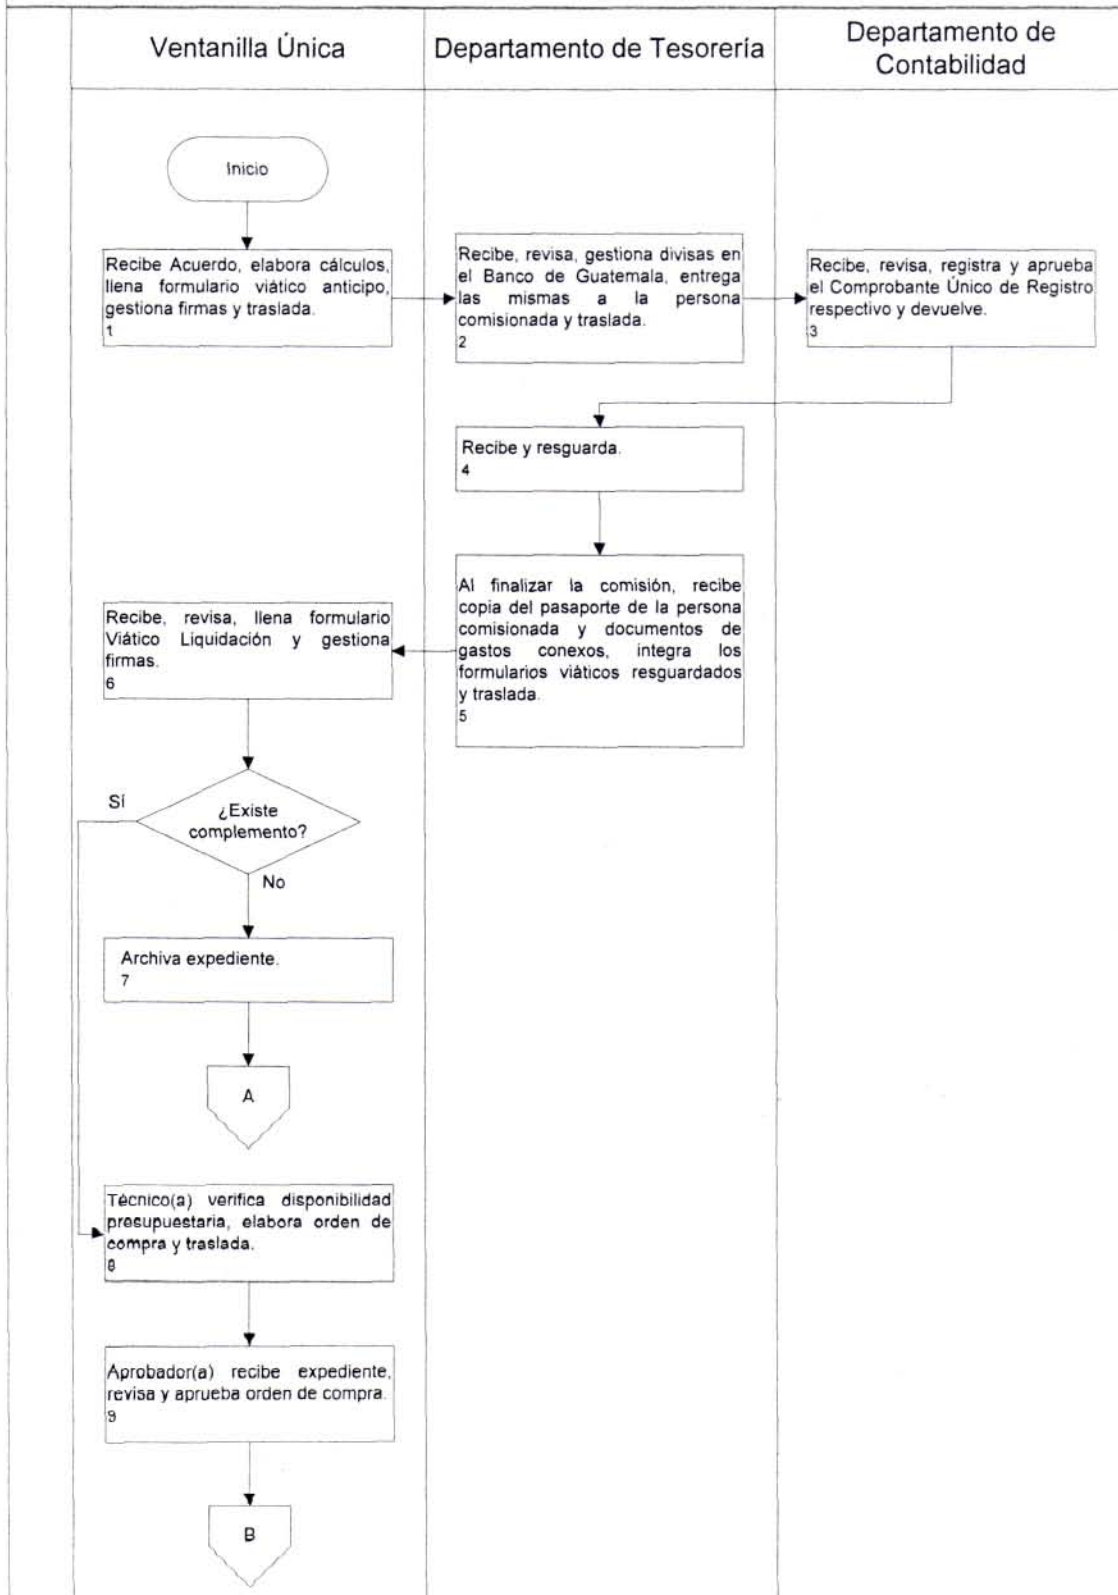 Ventanilla Única
Departamento de Tesorería
Departamento de
Contabilidad
Inicio
Recibe Acuerdo, elabora cálculos,
llena formulario viático anticipo,
gestiona firmas y traslada.
1
Recibe, revisa, gestiona divisas en
el Banco de Guatemala, entrega
las mismas a la persona
comisionada y traslada.
2
Recibe, revisa, registra y aprueba
el Comprobante Único de Registro
respectivo y devuelve.
3
Recibe y resguarda.
4
Al finalizar la comisión, recibe
copia del pasaporte de la persona
comisionada y documentos de
gastos conexos, integra los
formularios viáticos resguardados
y traslada.
5
Recibe, revisa, llena formulario
Viático Liquidación y gestiona
firmas.
6
¿Existe
complemento?
Sí
No
Archiva expediente.
7
A
Técnico(a) verifica disponibilidad
presupuestaria, elabora orden de
compra y traslada.
8
Aprobador(a) recibe expediente,
revisa y aprueba orden de compra.
9
B